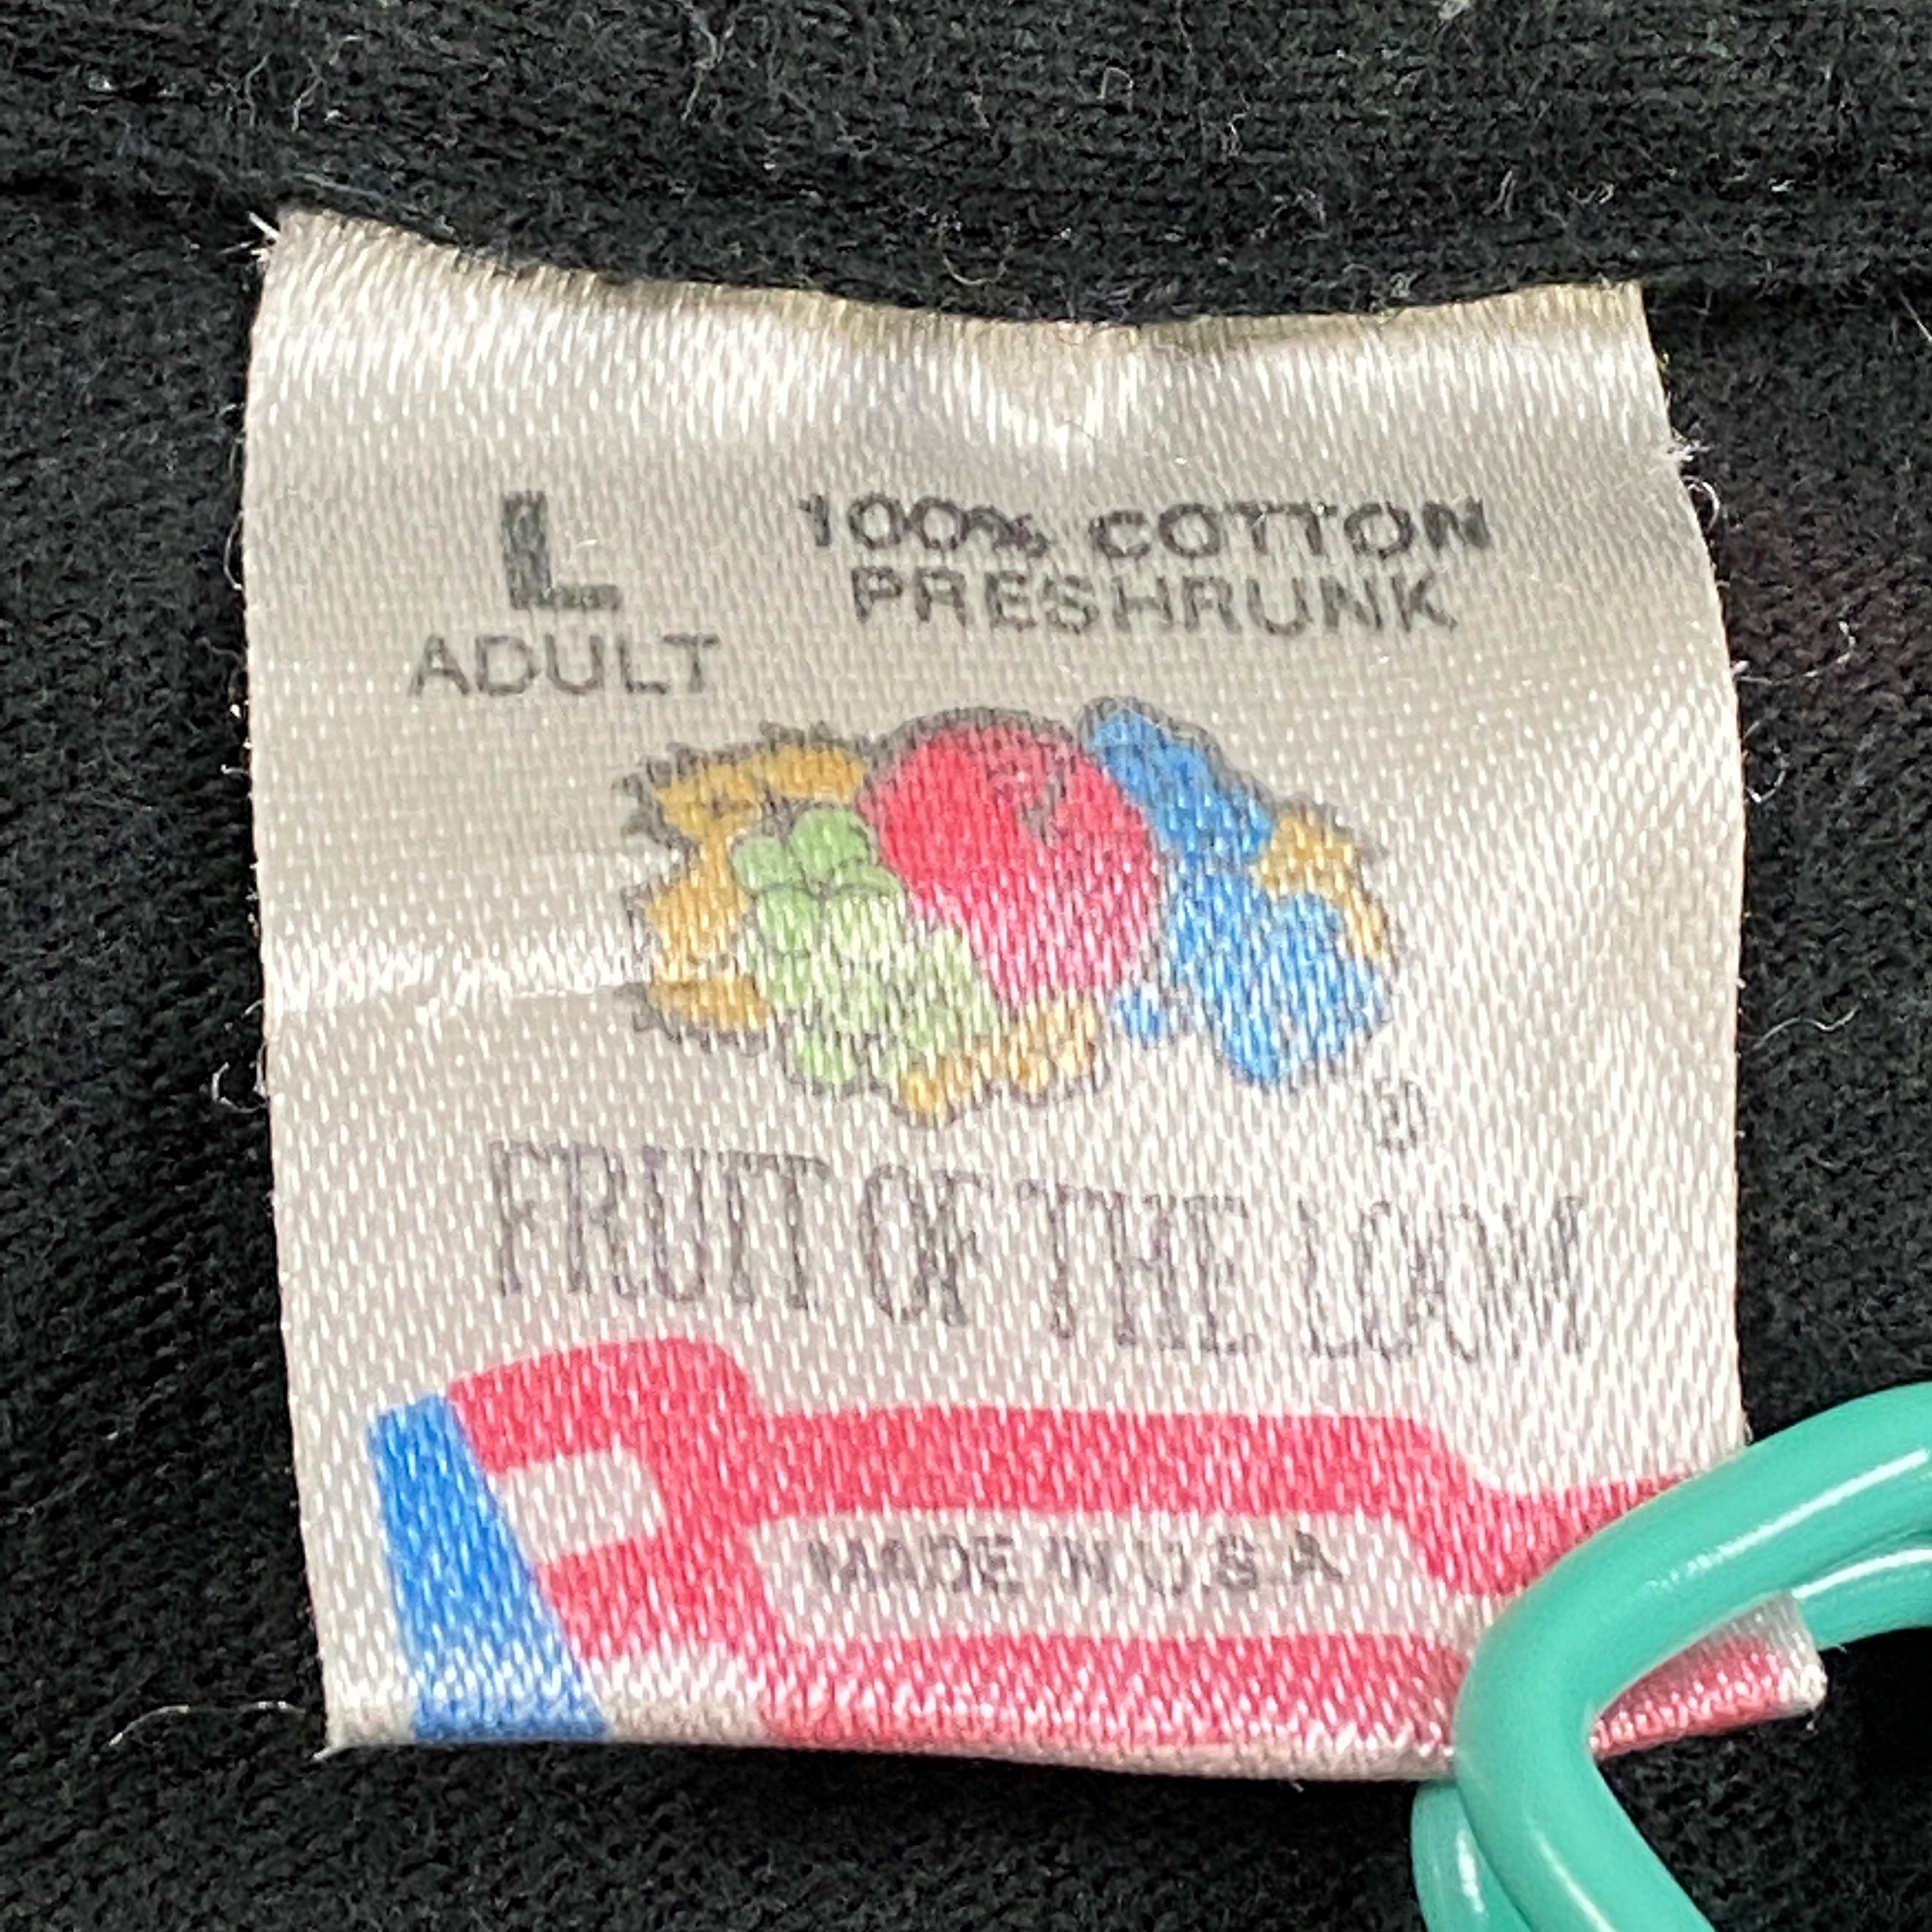 L
ADULT
100% COTTON
PRESHRUNK
®
FRUIT OF THE LOOM
MADE IN U.S.A